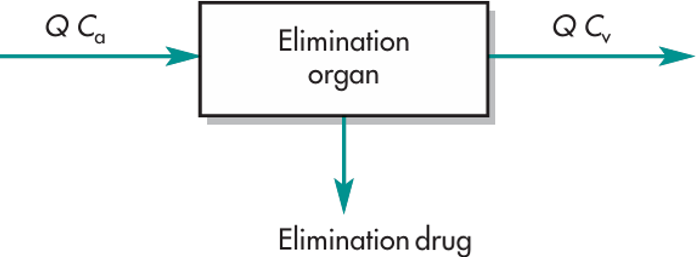 Q Ca
Elimination
organ
Q Cv
Elimination drug